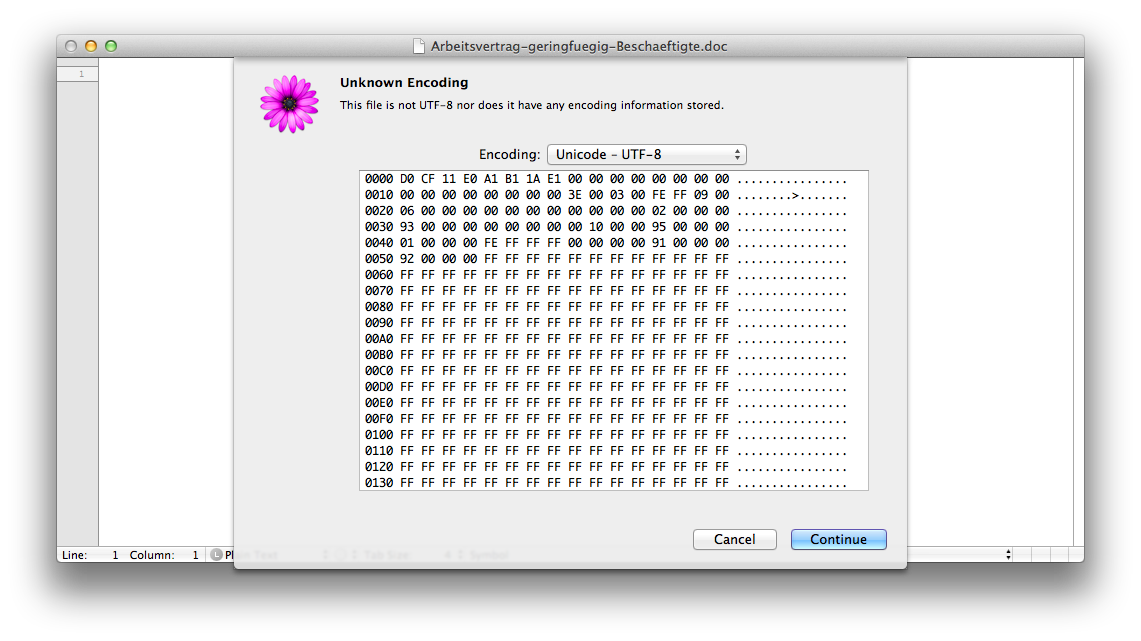 Arbeitsvertrag-geringfuegig-Beschaeftigte.doc
1
Unknown Encoding
This file is not UTF-8 nor does it have any encoding information stored.
Encoding: Unicode - UTF-8
0000 D0 CF 11 E0 A1 B1 1A E1 00 00 00 00 00 00 00 00 ................
0010 00 00 00 00 00 00 00 00 3E 00 03 00 FE FF 09 00 ........>.......
0020 06 00 00 00 00 00 00 00 00 00 00 00 02 00 00 00 ................
0030 93 00 00 00 00 00 00 00 00 10 00 00 95 00 00 00 ................
0040 01 00 00 00 FE FF FF FF 00 00 00 00 91 00 00 00 ................
0050 92 00 00 00 FF FF FF FF FF FF FF FF FF FF FF FF ................
0060 FF FF FF FF FF FF FF FF FF FF FF FF FF FF FF FF ................
0070 FF FF FF FF FF FF FF FF FF FF FF FF FF FF FF FF ................
0080 FF FF FF FF FF FF FF FF FF FF FF FF FF FF FF FF ................
0090 FF FF FF FF FF FF FF FF FF FF FF FF FF FF FF FF ................
00A0 FF FF FF FF FF FF FF FF FF FF FF FF FF FF FF FF ................
00B0 FF FF FF FF FF FF FF FF FF FF FF FF FF FF FF FF ................
00C0 FF FF FF FF FF FF FF FF FF FF FF FF FF FF FF FF ................
00D0 FF FF FF FF FF FF FF FF FF FF FF FF FF FF FF FF ................
00E0 FF FF FF FF FF FF FF FF FF FF FF FF FF FF FF FF ................
00F0 FF FF FF FF FF FF FF FF FF FF FF FF FF FF FF FF ................
0100 FF FF FF FF FF FF FF FF FF FF FF FF FF FF FF FF ................
0110 FF FF FF FF FF FF FF FF FF FF FF FF FF FF FF FF ................
0120 FF FF FF FF FF FF FF FF FF FF FF FF FF FF FF FF ................
0130 FF FF FF FF FF FF FF FF FF FF FF FF FF FF FF FF ................
Cancel Continue
Line: 1 Column: 1 L Plain Text Tab Size: 4 Symbol